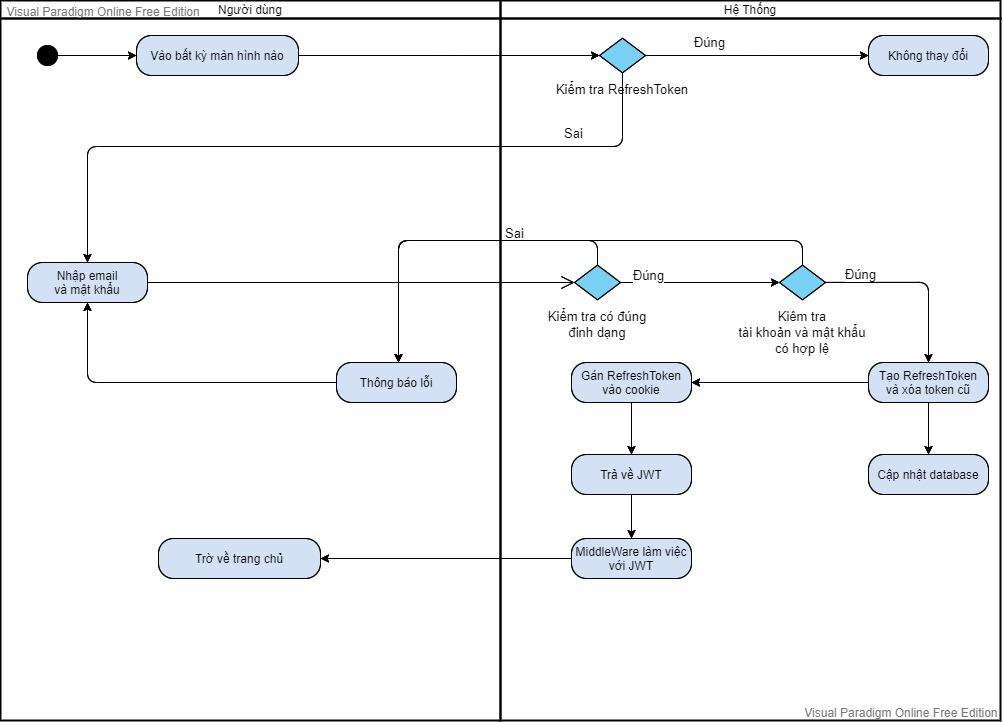 Visual Paradigm Online Free Edition
Người dùng
Hệ Thống
Vào bất kỳ màn hình nào
Đúng
Không thay đổi
Kiểm tra RefreshToken
Sai
Sai
Nhập email
và mật khẩu
Đúng
Đúng
Kiểm tra có đúng
đinh dạng
Kiêm tra
tài khoản và mật khẩu
có hợp lệ
Thông báo lỗi
Gán RefreshToken
vào cookie
Tạo RefreshToken
và xóa token cũ
Trả về JWT
Cập nhật database
Trở về trang chủ
MiddleWare làm việc
với JWT
Visual Paradigm Online Free Edition